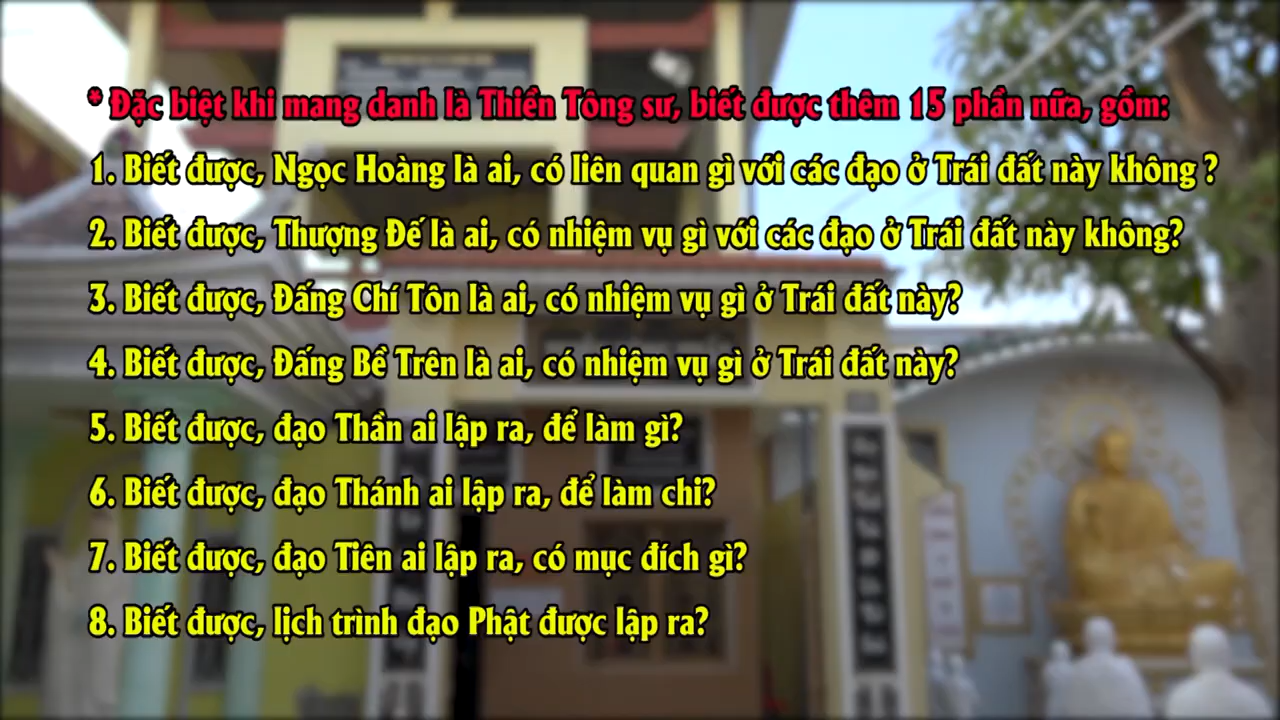 * Đặc biệt khi mang danh là Thiền Tông sư, biết được thêm 15 phần nữa, gồm:
1. Biết được, Ngọc Hoàng là ai, có liên quan gì với các đạo ở Trái đất này không ?
2. Biết được, Thượng Đế là ai, có nhiệm vụ gì với các đạo ở Trái đất này không?
3. Biết được, Đấng Chí Tôn là ai, có nhiệm vụ gì ở Trái đất này?
4. Biết được, Đấng Bề Trên là ai, có nhiệm vụ gì ở Trái đất này?
5. Biết được, đạo Thần ai lập ra, để làm gì?
6. Biết được, đạo Thánh ai lập ra, để làm chi?
7. Biết được, đạo Tiên ai lập ra, có mục đích gì?
8. Biết được, lịch trình đạo Phật được lập ra?